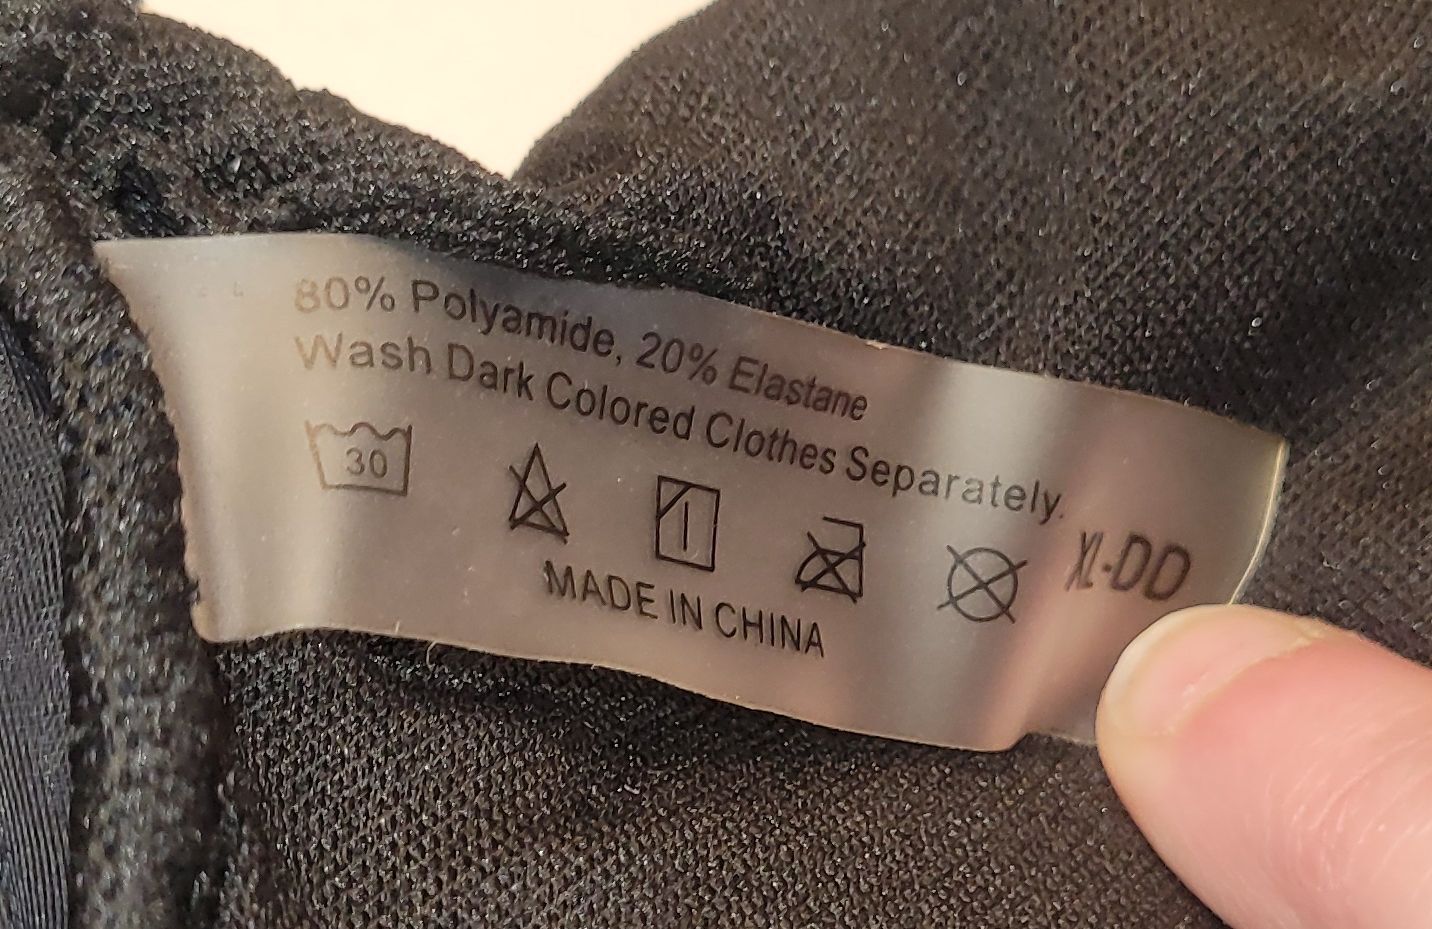 80% Polyamide, 20% Elastane
Wash Dark Colored Clothes Separately.
30
XL-DD
MADE IN CHINA